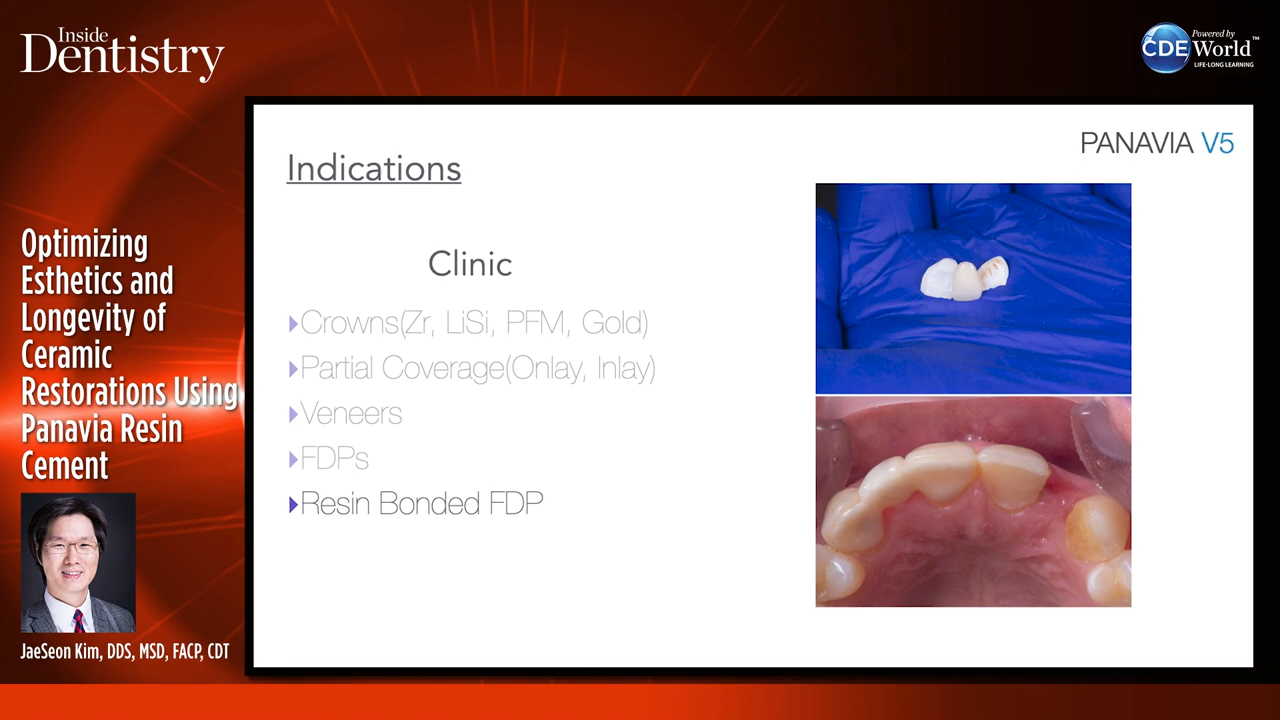 Inside
Dentistry
Powered by
CDEWorld™
LIFE-LONG LEARNING
PANAVIA V5
Indications
Clinic
Crowns(Zr, LiSi, PFM, Gold)
Partial Coverage(Onlay, Inlay)
Veneers
FDPs
Resin Bonded FDP
Optimizing
Esthetics and
Longevity of
Ceramic
Restorations Using
Panavia Resin
Cement
JaeSeon Kim, DDS, MSD, FACP, CDT